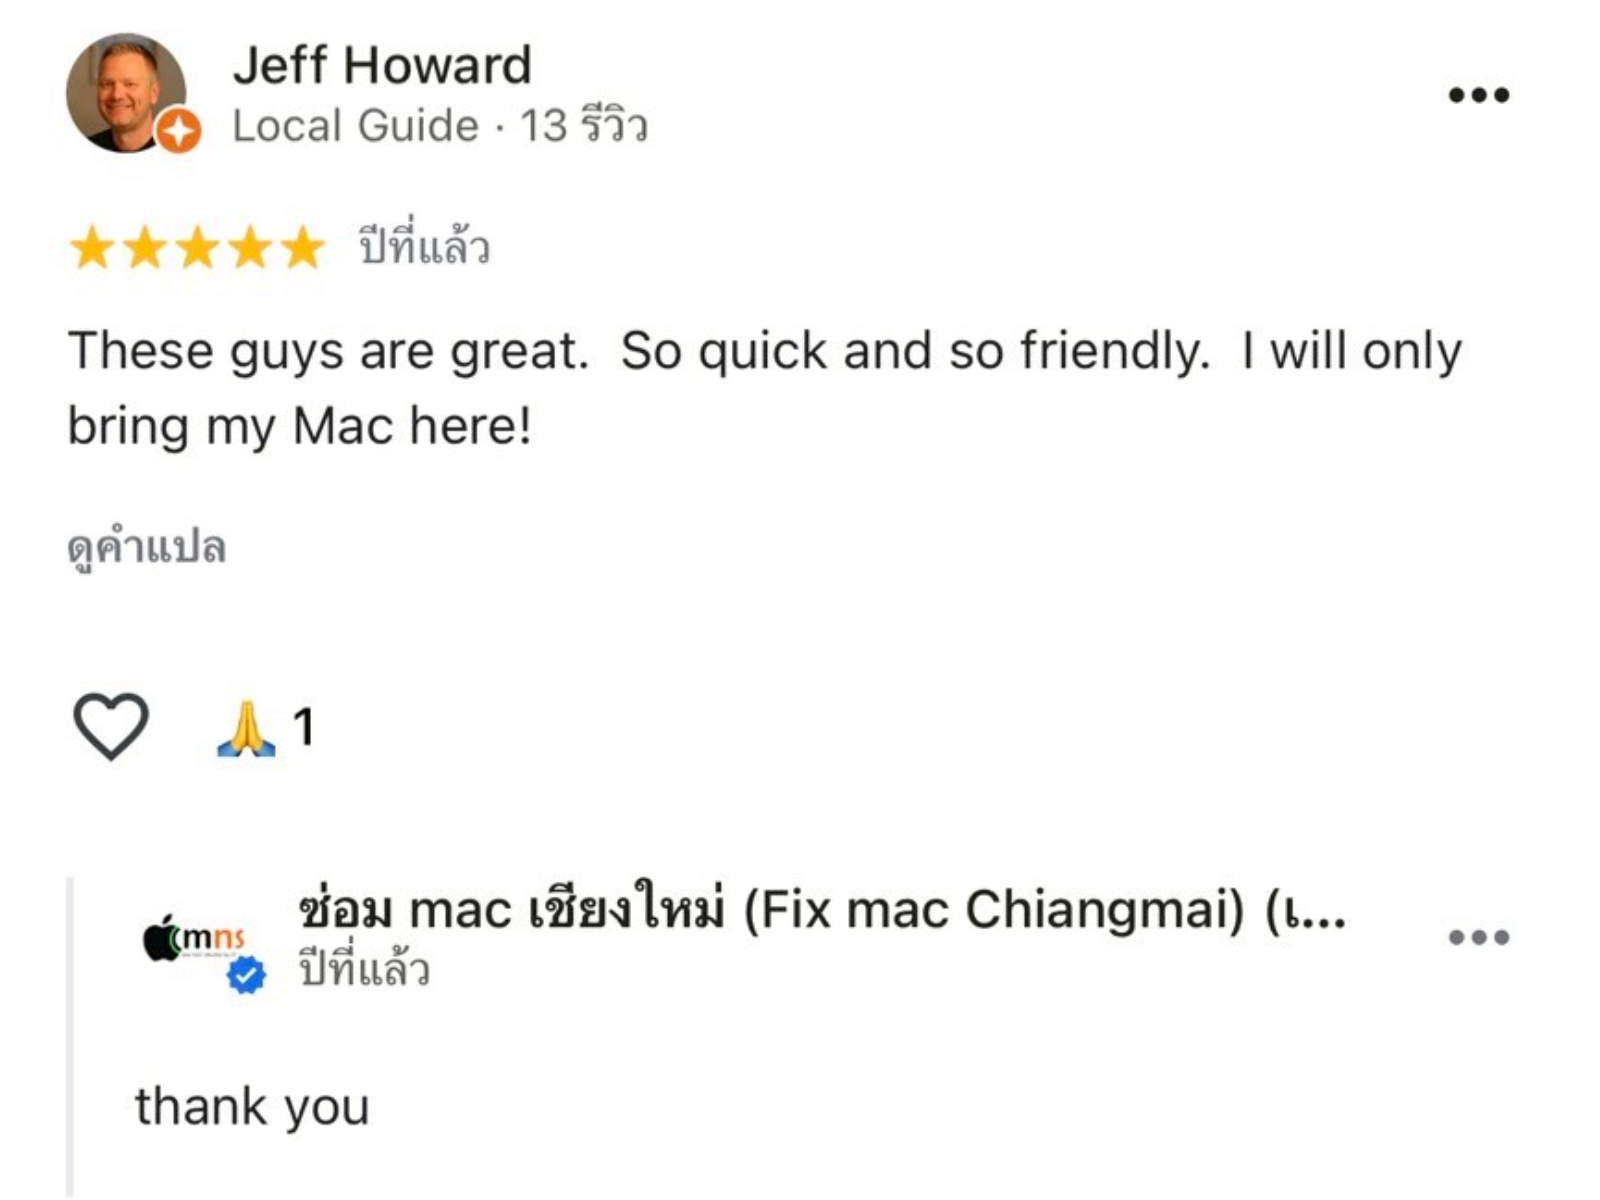 Jeff Howard
Local Guide · 13 รีวิว
ปีที่แล้ว
These guys are great.  So quick and so friendly.  I will only
bring my Mac here!
ดูคำแปล
🙏 1
ซ่อม mac เชียงใหม่ (Fix mac Chiangmai) (เ...
mns
ปีที่แล้ว
thank you